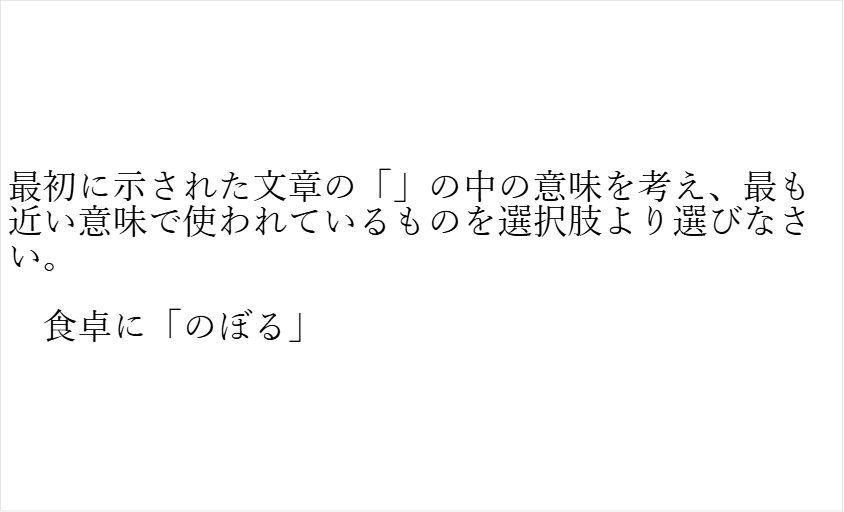 最初に示された文章の「」の中の意味を考え、最も
近い意味で使われているものを選択肢より選びなさ
い。
　食卓に「のぼる」